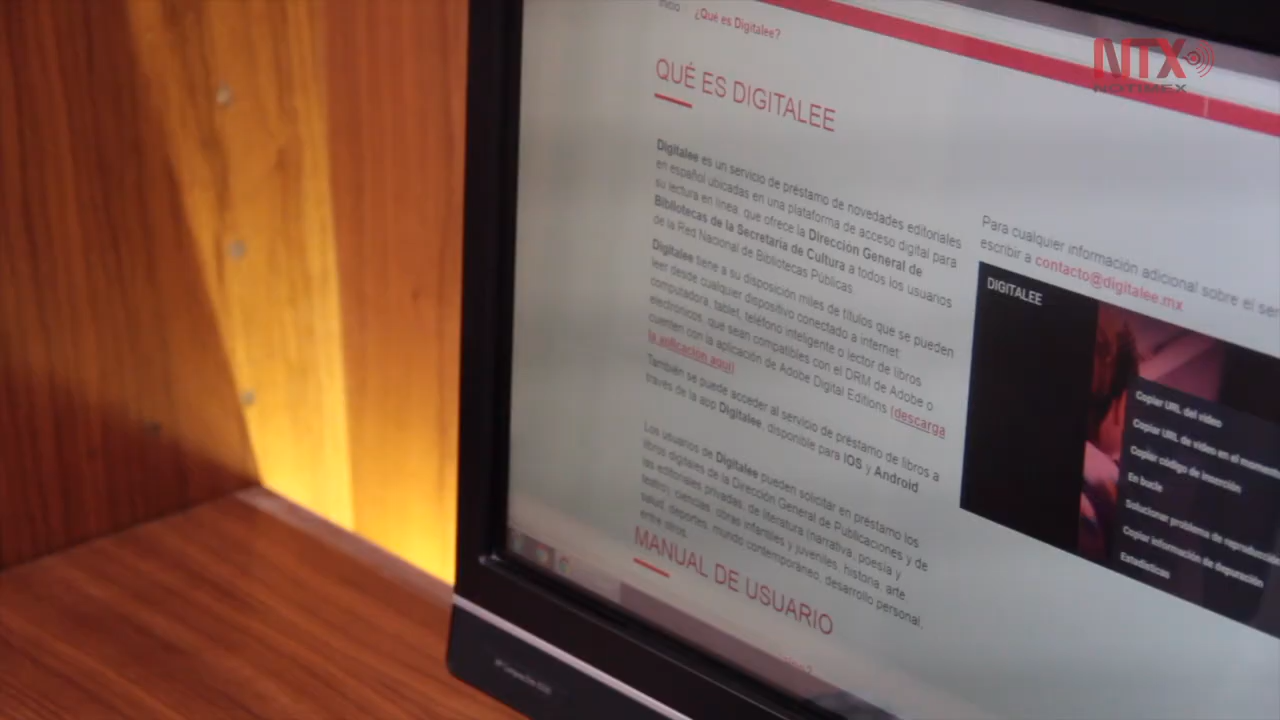 Inicio ¿Qué es Digitalee?
NTX
NOTIMEX
QUÉ ES DIGITALEE
Digitalee es un servicio de préstamo de novedades editoriales
en español ubicadas en una plataforma de acceso digital para
su lectura en línea, que ofrece la Dirección General de
Bibliotecas de la Secretaría de Cultura a todos los usuarios
de la Red Nacional de Bibliotecas Públicas.
Digitalee tiene a su disposición miles de títulos que se pueden
leer desde cualquier dispositivo conectado a internet:
computadora, tablet, teléfono inteligente o lector de libros
electrónicos, que sean compatibles con el DRM de Adobe o
cuenten con la aplicación de Adobe Digital Editions (descarga
la aplicación aquí)
También se puede acceder al servicio de préstamo de libros a
través de la app Digitalee, disponible para iOS y Android
Los usuarios de Digitalee pueden solicitar en préstamo los
libros digitales de la Dirección General de Publicaciones y de
las editoriales privadas, de literatura (narrativa, poesía y
teatro), ciencias, obras infantiles y juveniles, historia, arte
salud, deportes, mundo contemporáneo, desarrollo personal,
entre otros.
MANUAL DE USUARIO
Para cualquier información adicional sobre el ser
escribir a contacto@digitalee.mx
DIGITALEE
Copiar URL del video
Copiar URL de video en el momento
Copiar código de inserción
En bucle
Solucionar problema de reproducción
Copiar información de depuración
Estadísticas